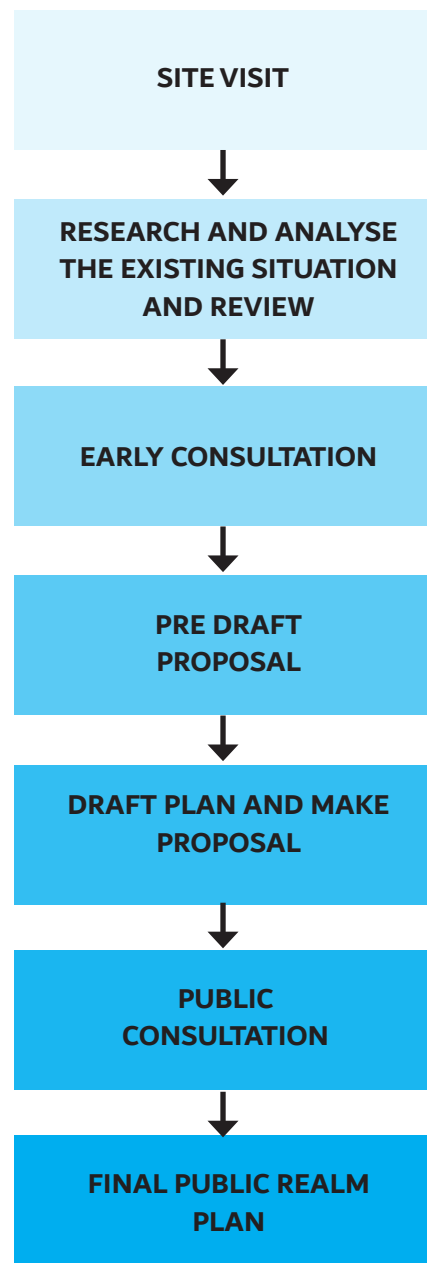 SITE VISIT
RESEARCH AND ANALYSE
THE EXISTING SITUATION
AND REVIEW
EARLY CONSULTATION
PRE DRAFT
PROPOSAL
DRAFT PLAN AND MAKE
PROPOSAL
PUBLIC
CONSULTATION
FINAL PUBLIC REALM
PLAN